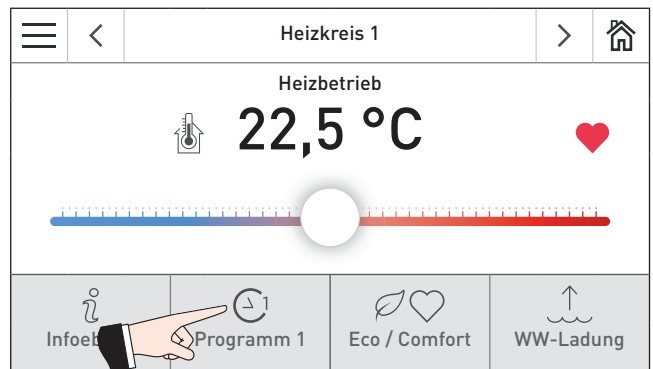 Heizkreis 1
Heizbetrieb
22,5 °C
1
Programm 1
Eco / Comfort
WW-Ladung